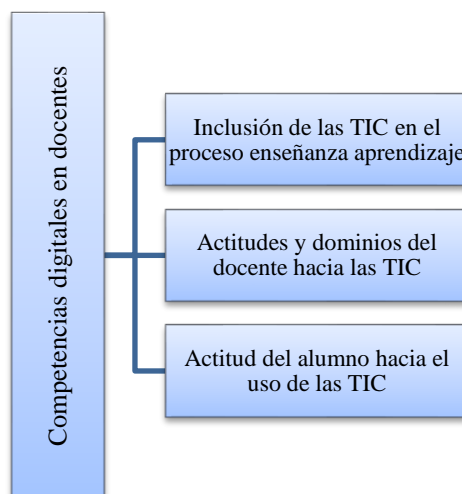 Competencias digitales en docentes
Inclusión de las TIC en el
proceso enseñanza aprendizaje
Actitudes y dominios del
docente hacia las TIC
Actitud del alumno hacia el
uso de las TIC